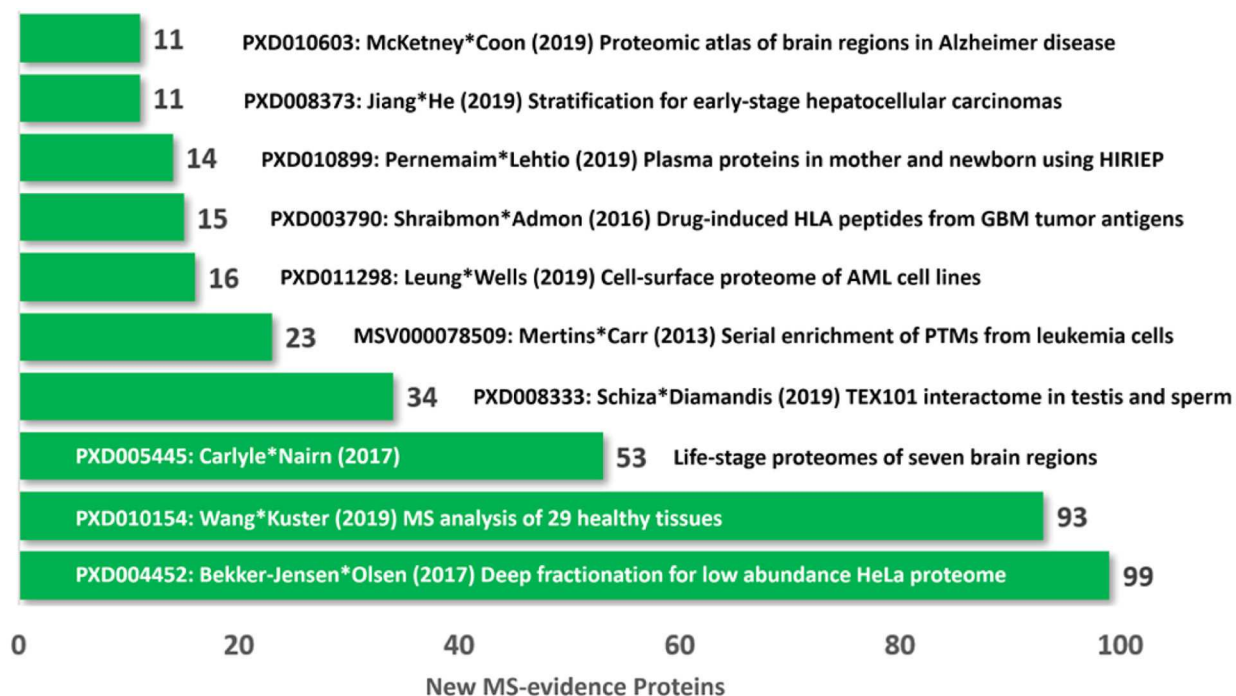 11 PXD010603: McKetney*Coon (2019) Proteomic atlas of brain regions in Alzheimer disease
11 PXD008373: Jiang*He (2019) Stratification for early-stage hepatocellular carcinomas
14 PXD010899: Pernemaim*Lehtio (2019) Plasma proteins in mother and newborn using HIRIEP
15 PXD003790: Shraibmon*Admon (2016) Drug-induced HLA peptides from GBM tumor antigens
16 PXD011298: Leung*Wells (2019) Cell-surface proteome of AML cell lines
23 MSV000078509: Mertins*Carr (2013) Serial enrichment of PTMs from leukemia cells
34 PXD008333: Schiza*Diamandis (2019) TEX101 interactome in testis and sperm
PXD005445: Carlyle*Nairn (2017) 53 Life-stage proteomes of seven brain regions
PXD010154: Wang*Kuster (2019) MS analysis of 29 healthy tissues 93
PXD004452: Bekker-Jensen*Olsen (2017) Deep fractionation for low abundance HeLa proteome 99
0 20 40 60 80 100
New MS-evidence Proteins